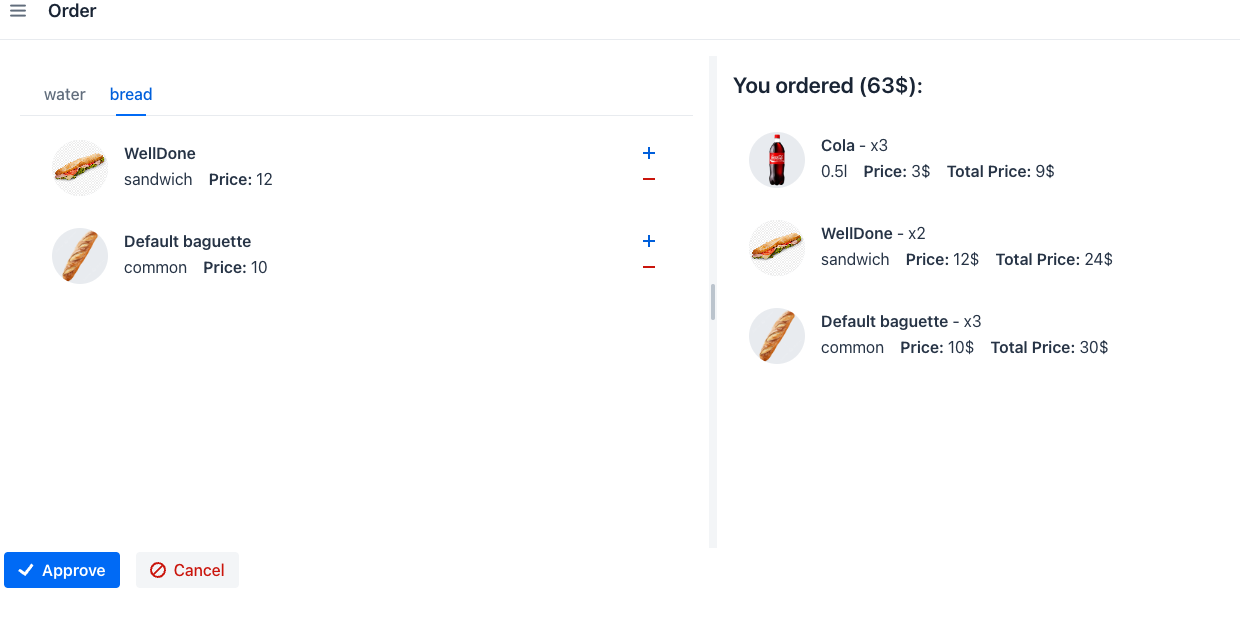 Order
water bread
WellDone
sandwich Price: 12
Default baguette
common Price: 10
You ordered (63$):
Cola - x3
0.5l Price: 3$ Total Price: 9$
WellDone - x2
sandwich Price: 12$ Total Price: 24$
Default baguette - x3
common Price: 10$ Total Price: 30$
Approve Cancel